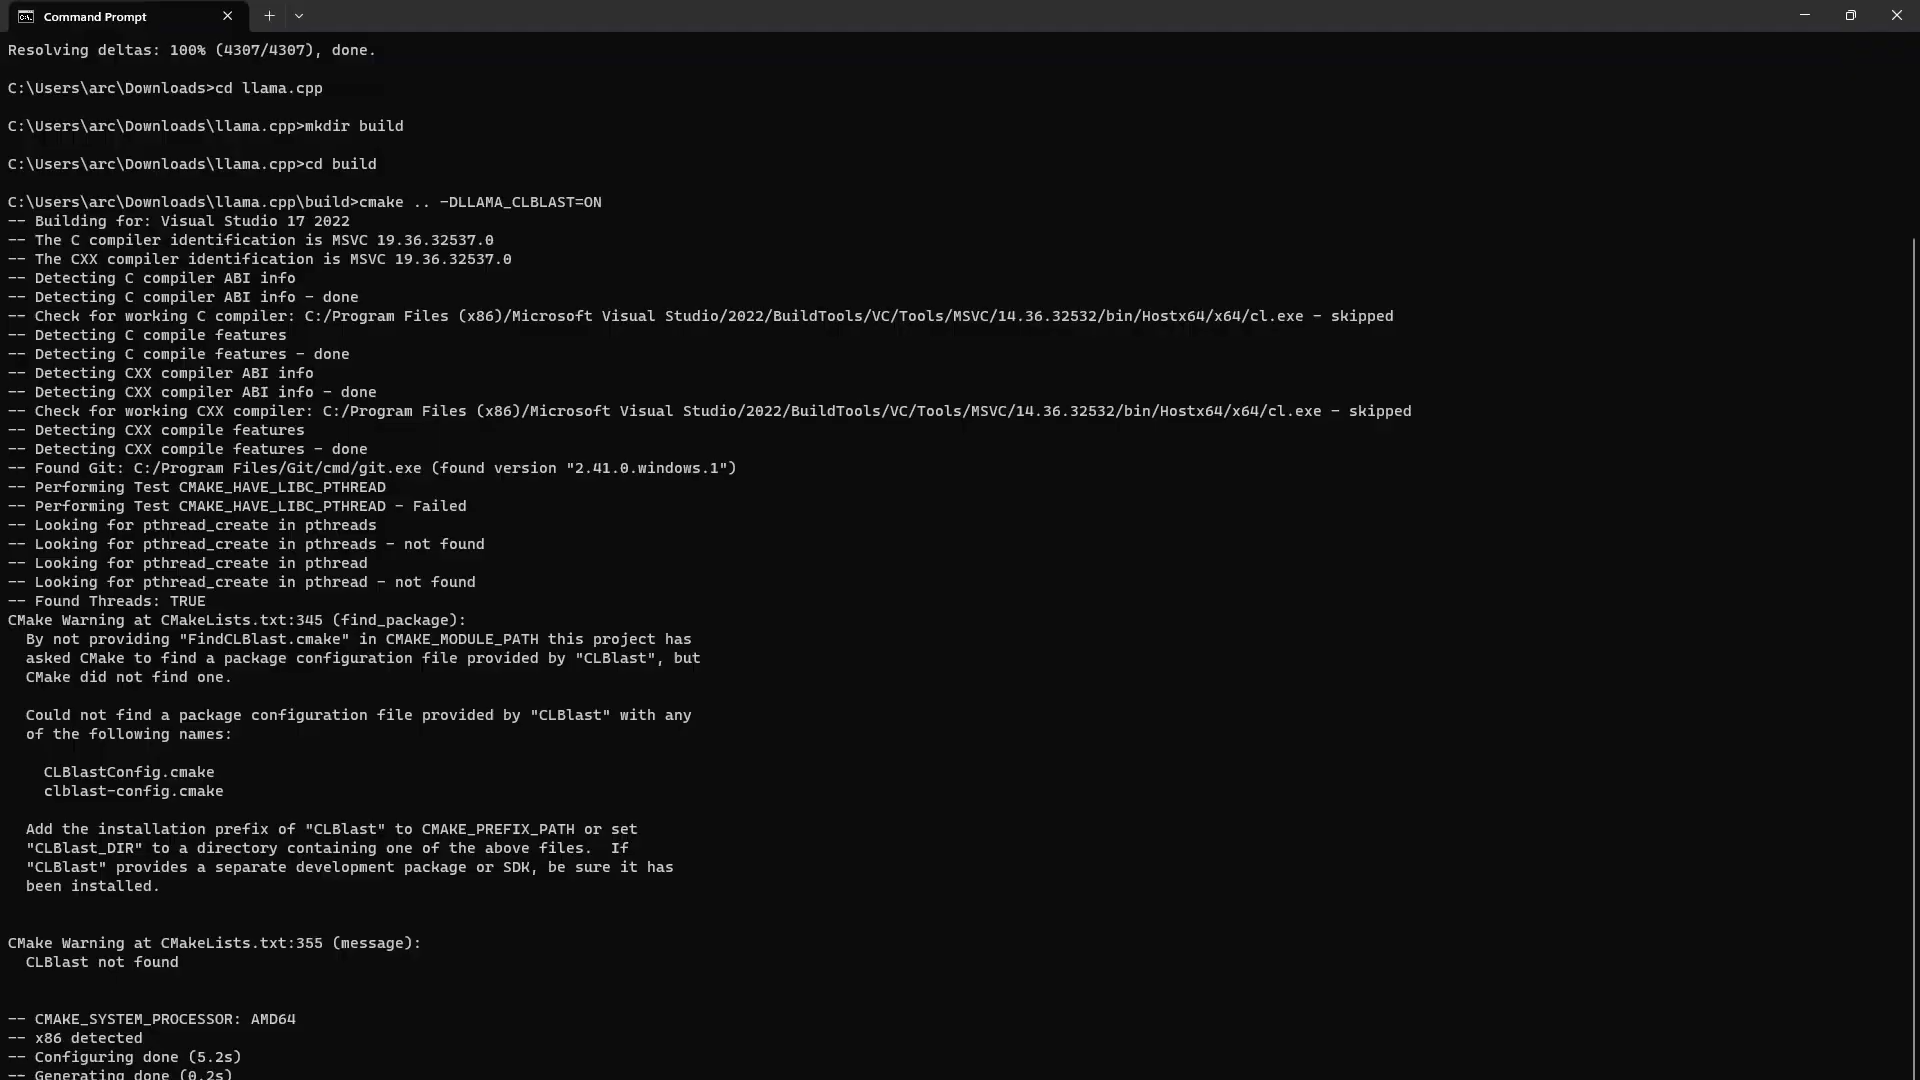 Command Prompt
Resolving deltas: 100% (4307/4307), done.
C:\Users\arc\Downloads>cd llama.cpp
C:\Users\arc\Downloads\llama.cpp>mkdir build
C:\Users\arc\Downloads\llama.cpp>cd build
C:\Users\arc\Downloads\llama.cpp\build>cmake .. -DLLAMA_CLBLAST=ON
-- Building for: Visual Studio 17 2022
-- The C compiler identification is MSVC 19.36.32537.0
-- The CXX compiler identification is MSVC 19.36.32537.0
-- Detecting C compiler ABI info
-- Detecting C compiler ABI info - done
-- Check for working C compiler: C:/Program Files (x86)/Microsoft Visual Studio/2022/BuildTools/VC/Tools/MSVC/14.36.32532/bin/Hostx64/x64/cl.exe - skipped
-- Detecting C compile features
-- Detecting C compile features - done
-- Detecting CXX compiler ABI info
-- Detecting CXX compiler ABI info - done
-- Check for working CXX compiler: C:/Program Files (x86)/Microsoft Visual Studio/2022/BuildTools/VC/Tools/MSVC/14.36.32532/bin/Hostx64/x64/cl.exe - skipped
-- Detecting CXX compile features
-- Detecting CXX compile features - done
-- Found Git: C:/Program Files/Git/cmd/git.exe (found version "2.41.0.windows.1")
-- Performing Test CMAKE_HAVE_LIBC_PTHREAD
-- Performing Test CMAKE_HAVE_LIBC_PTHREAD - Failed
-- Looking for pthread_create in pthreads
-- Looking for pthread_create in pthreads - not found
-- Looking for pthread_create in pthread
-- Looking for pthread_create in pthread - not found
-- Found Threads: TRUE
CMake Warning at CMakeLists.txt:345 (find_package):
By not providing "FindCLBlast.cmake" in CMAKE_MODULE_PATH this project has
asked CMake to find a package configuration file provided by "CLBlast", but
CMake did not find one.
Could not find a package configuration file provided by "CLBlast" with any
of the following names:
CLBlastConfig.cmake
clblast-config.cmake
Add the installation prefix of "CLBlast" to CMAKE_PREFIX_PATH or set
"CLBlast_DIR" to a directory containing one of the above files.  If
"CLBlast" provides a separate development package or SDK, be sure it has
been installed.
CMake Warning at CMakeLists.txt:355 (message):
CLBlast not found
-- CMAKE_SYSTEM_PROCESSOR: AMD64
-- x86 detected
-- Configuring done (5.2s)
-- Generating done (0.2s)